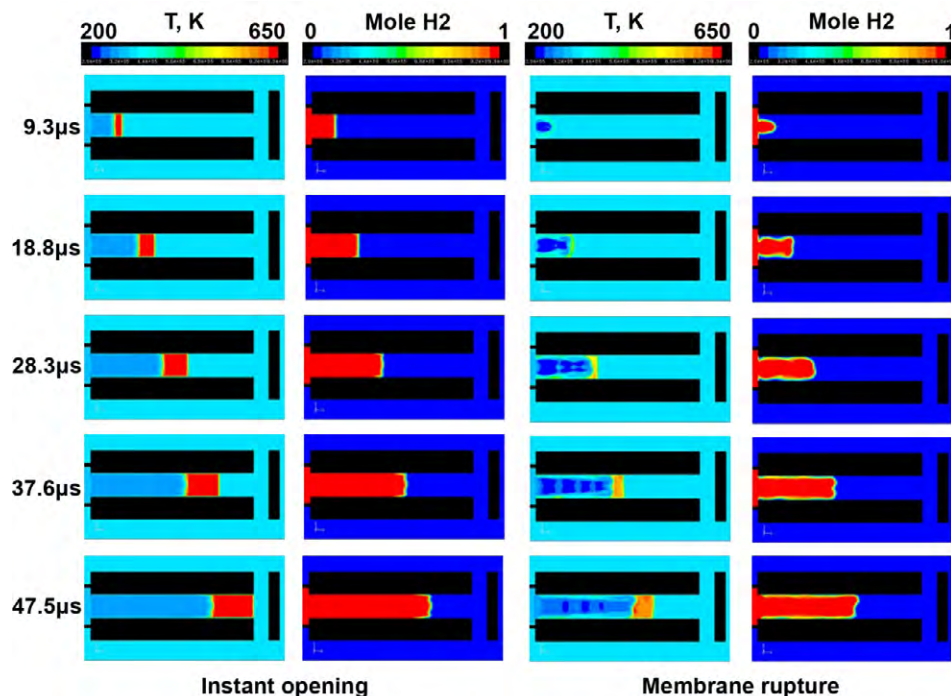 T, K Mole H2 T, K Mole H2
200 650 0 1 200 650 0 1
9.3µs
18.8µs
28.3µs
37.6µs
47.5µs
Instant opening Membrane rupture